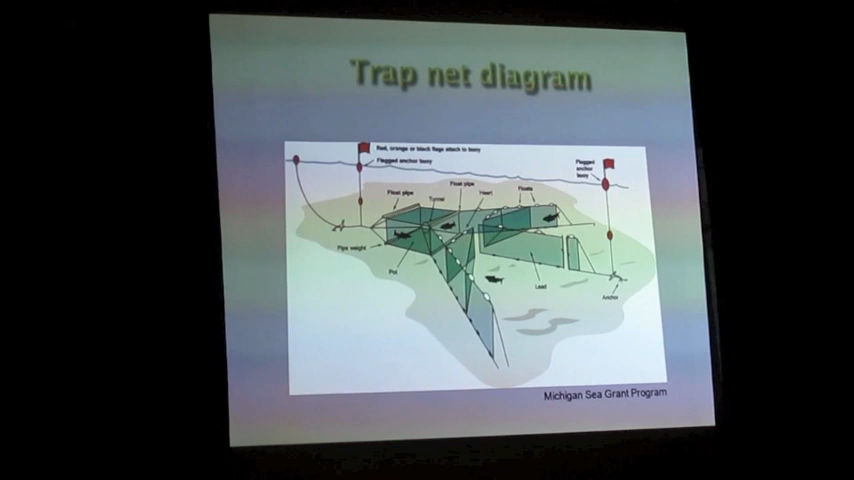 Trap net diagram
Red, orange or black flags attach to buoy
Flagged anchor buoy
Flagged
anchor
buoy
Float pipe
Float pipe
Tunnel
Heart
Floats
Pipe weight
Pot
Lead
Anchor
Michigan Sea Grant Program